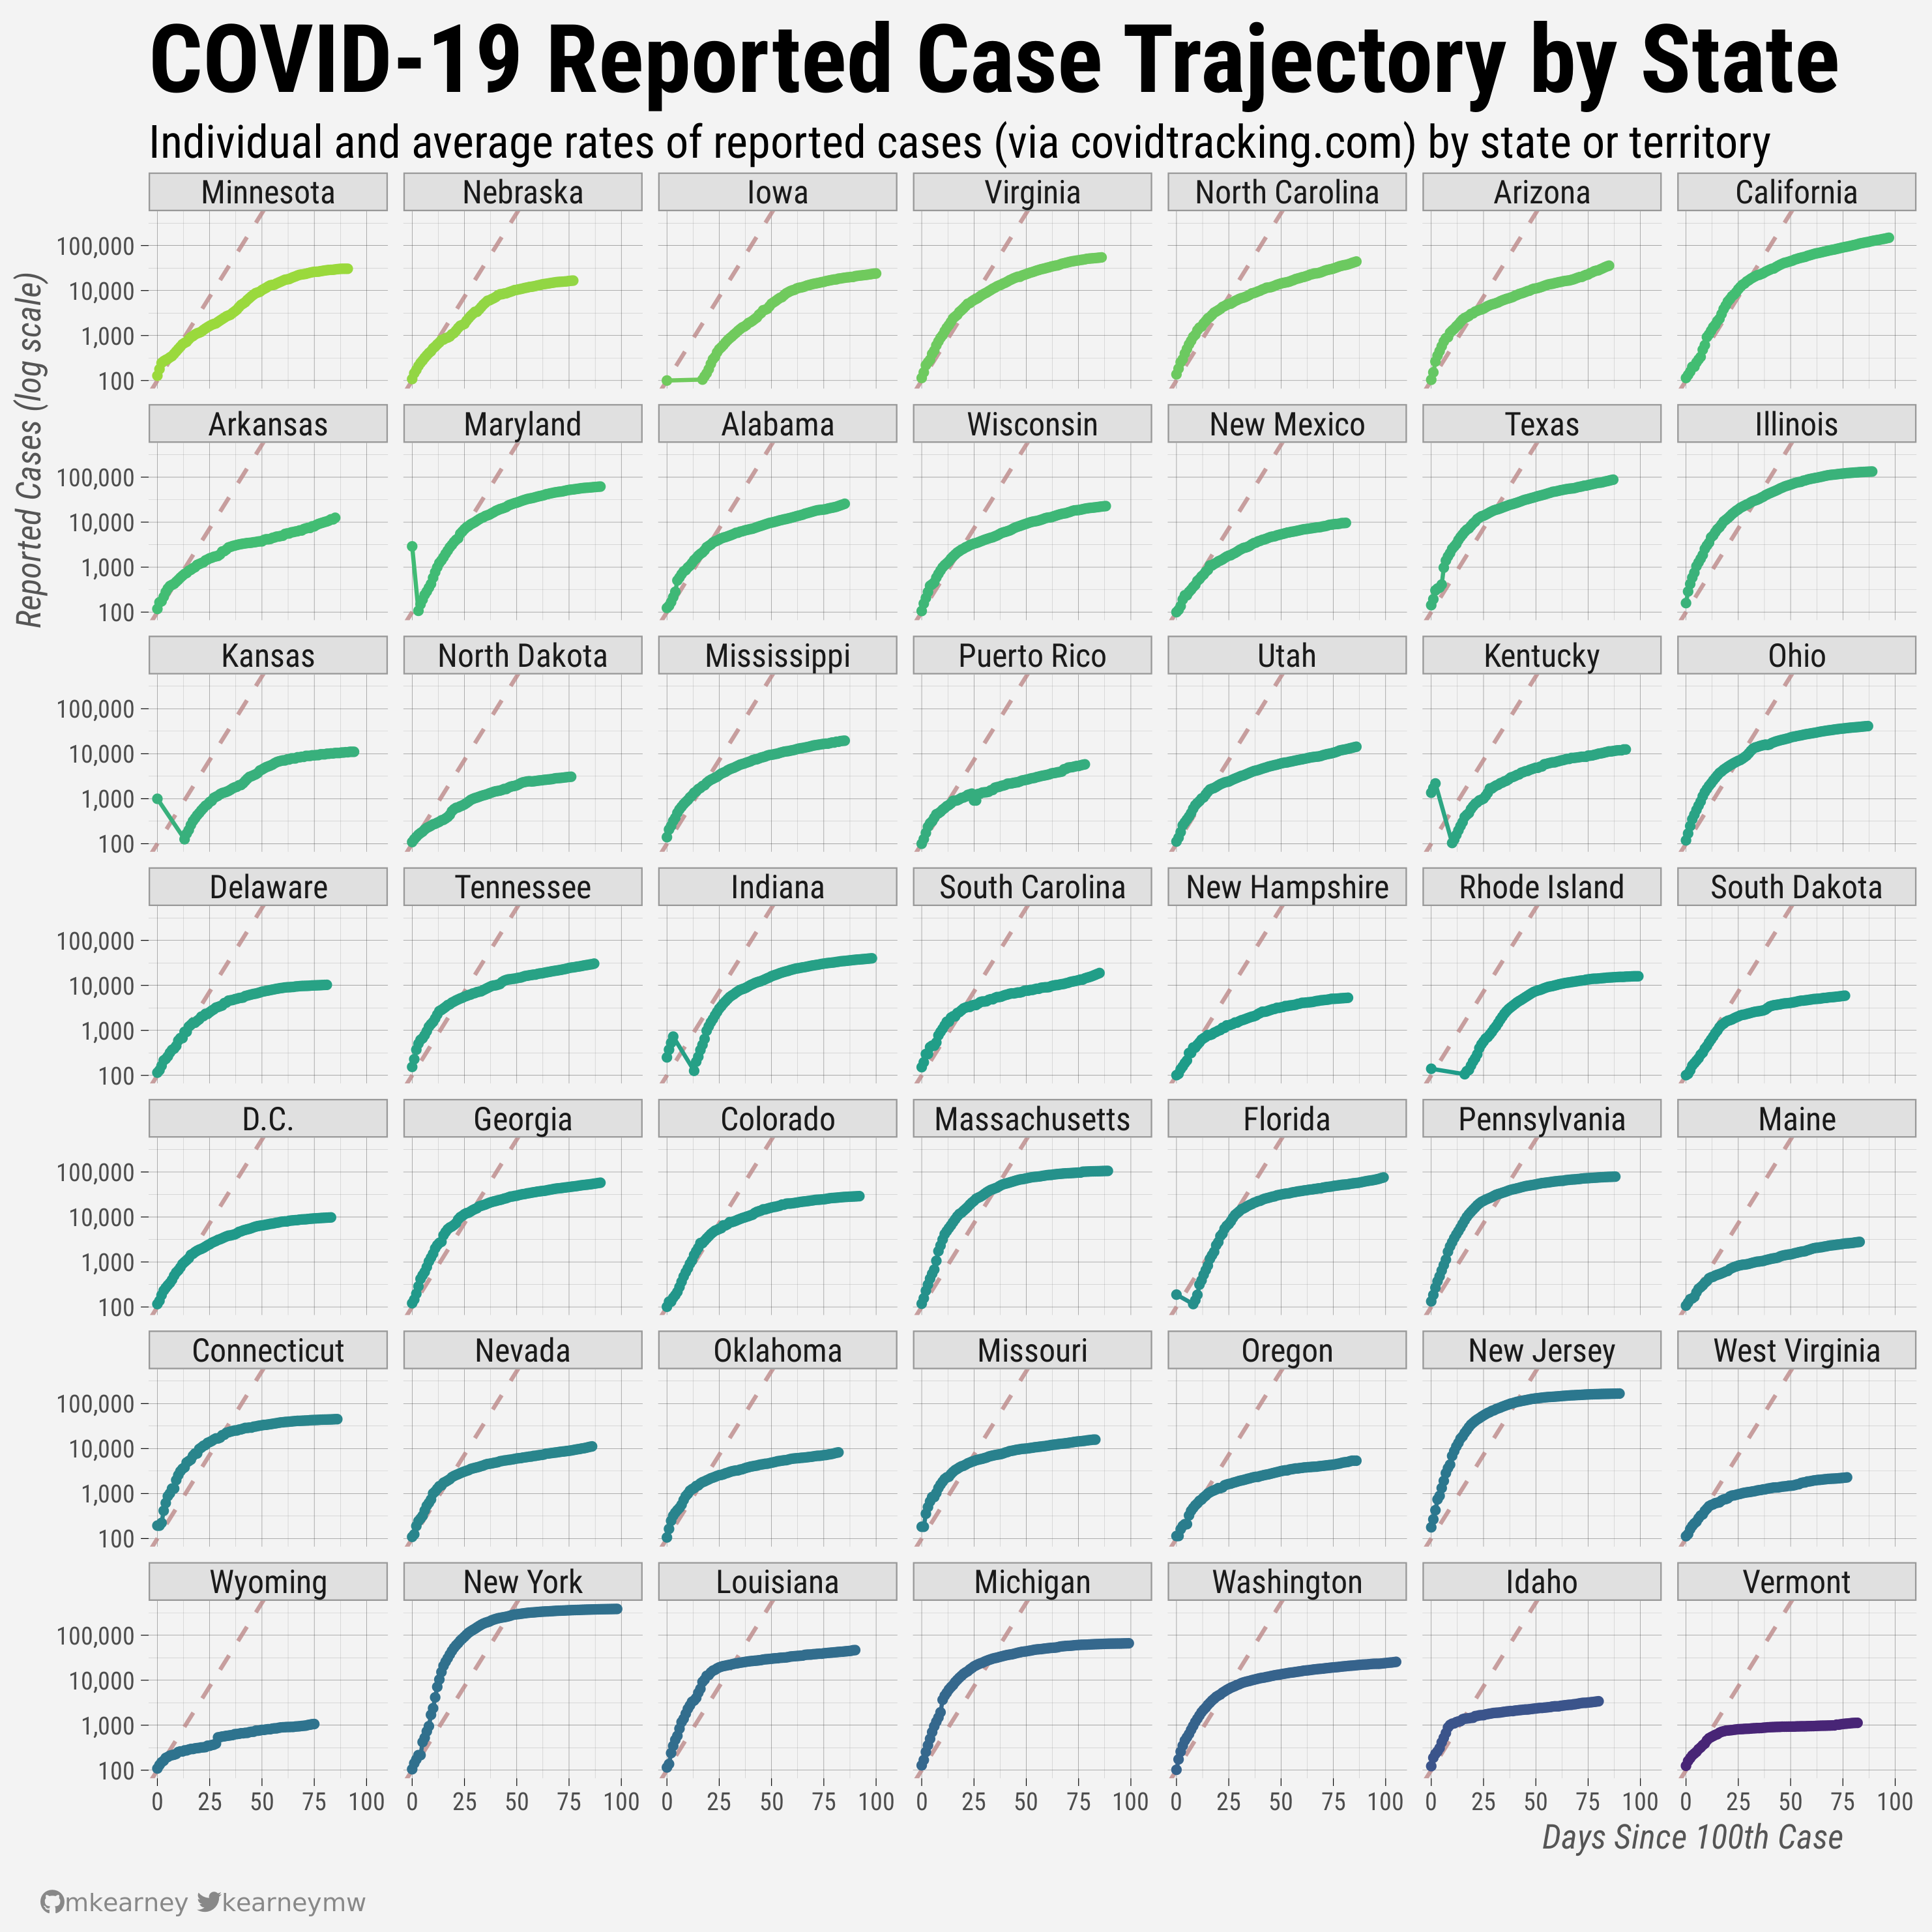 COVID-19 Reported Case Trajectory by State
Individual and average rates of reported cases (via covidtracking.com) by state or territory
Minnesota Nebraska Iowa Virginia North Carolina Arizona California
Reported Cases (log scale)
100,000
10,000
1,000
100
Arkansas Maryland Alabama Wisconsin New Mexico Texas Illinois
100,000
10,000
1,000
100
Kansas North Dakota Mississippi Puerto Rico Utah Kentucky Ohio
100,000
10,000
1,000
100
Delaware Tennessee Indiana South Carolina New Hampshire Rhode Island South Dakota
100,000
10,000
1,000
100
D.C. Georgia Colorado Massachusetts Florida Pennsylvania Maine
100,000
10,000
1,000
100
Connecticut Nevada Oklahoma Missouri Oregon New Jersey West Virginia
100,000
10,000
1,000
100
Wyoming New York Louisiana Michigan Washington Idaho Vermont
100,000
10,000
1,000
100
0 25 50 75 100 0 25 50 75 100 0 25 50 75 100 0 25 50 75 100 0 25 50 75 100 0 25 50 75 100 0 25 50 75 100
Days Since 100th Case
mkearney kearneymw